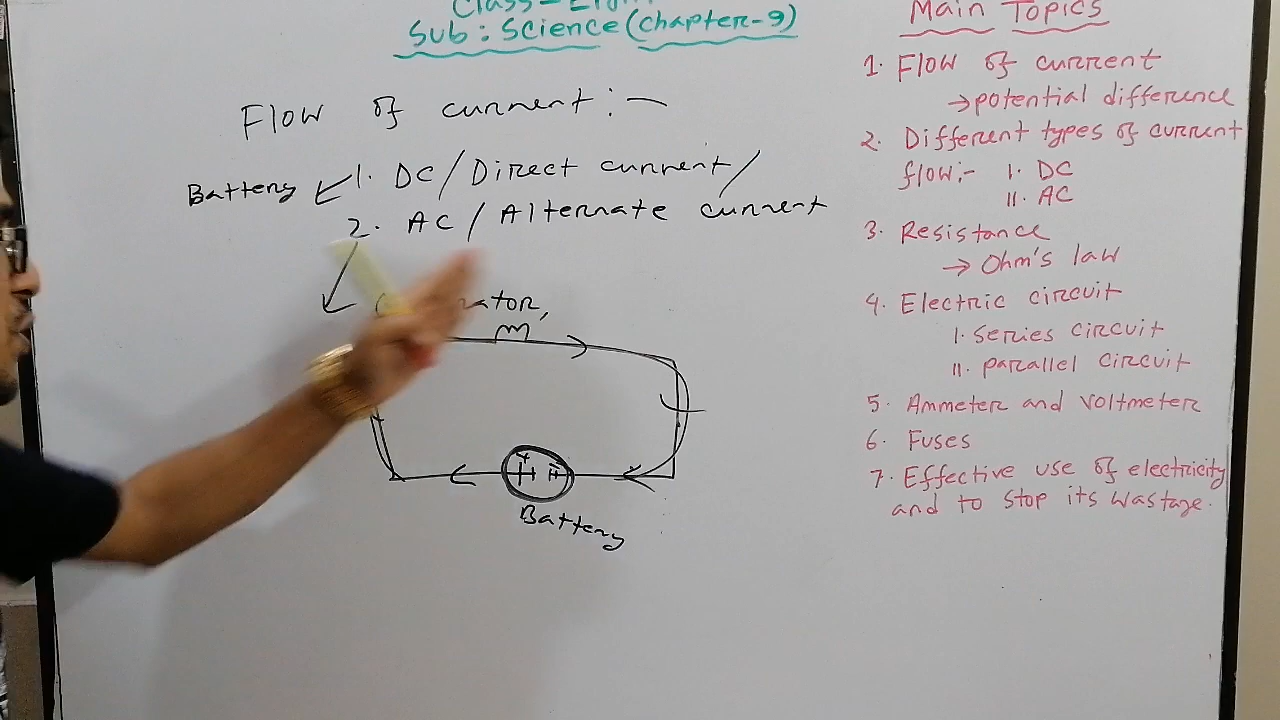 Sub: Science (chapter-9)
Flow of current:-
1. DC/Direct current/
Battery
2. AC/Alternate current
Battery
Main Topics
1. Flow of current
→potential difference
2. Different types of current
flow:- I. DC
II. AC
3. Resistance
→ Ohm's law
4. Electric circuit
I. Series circuit
II. Parallel circuit
5. Ammeter and Voltmeter
6. Fuses
7. Effective use of electricity
and to stop its wastage.